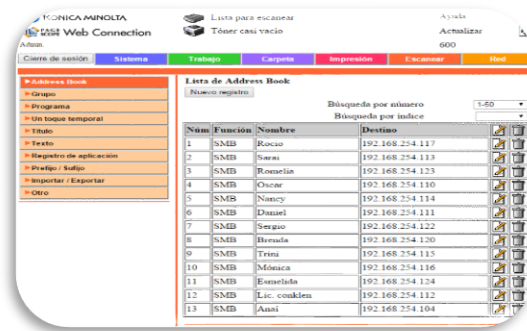 KONICA MINOLTA
Lista para escanear
Ayuda
PAGE SCOPE Web Connection
Tóner casi vacío
Actualizar
Admin.
600
Cierre de sesión
Sistema
Trabajo
Carpeta
Impresión
Escanear
Red
Address Book
Grupo
Programa
Un toque temporal
Título
Texto
Registro de aplicación
Prefijo / Sufijo
Importar / Exportar
Otro
Lista de Address Book
Nuevo registro
Búsqueda por número 1-50
Búsqueda por indace
Núm Función Nombre Destino
1 SMB Rocio 192.168.254.117
2 SMB Sarai 192.168.254.113
3 SMB Romelia 192.168.254.123
4 SMB Oscar 192.168.254.110
5 SMB Nancy 192.168.254.114
6 SMB Daniel 192.168.254.111
7 SMB Sergio 192.168.254.122
8 SMB Brenda 192.168.254.120
9 SMB Trini 192.168.254.115
10 SMB Mónica 192.168.254.116
11 SMB Esmelida 192.168.254.124
12 SMB Lic. conklen 192.168.254.112
13 SMB Anai 192.168.254.104